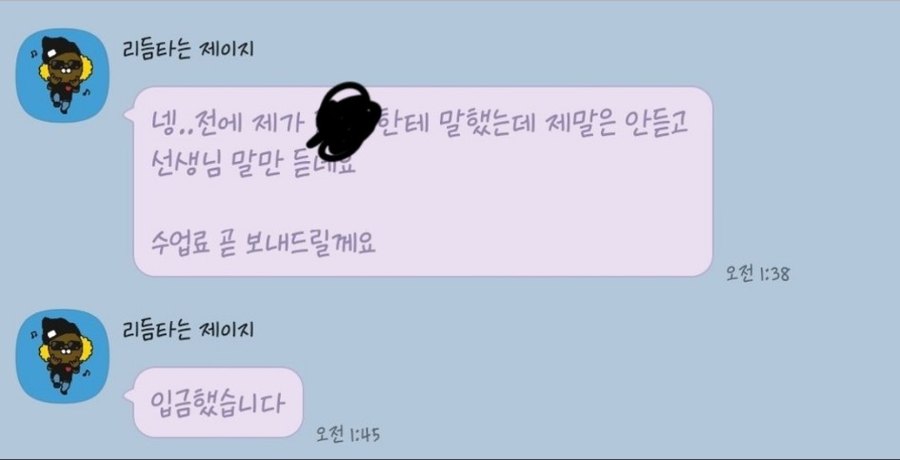 리듬타는 제이지
넹..전에 제가 한테 말했는데 제말은 안듣고
선생님 말만 듣네요
수업료 곧 보내드릴께요
오전 1:38
리듬타는 제이지
입금했습니다
오전 1:45